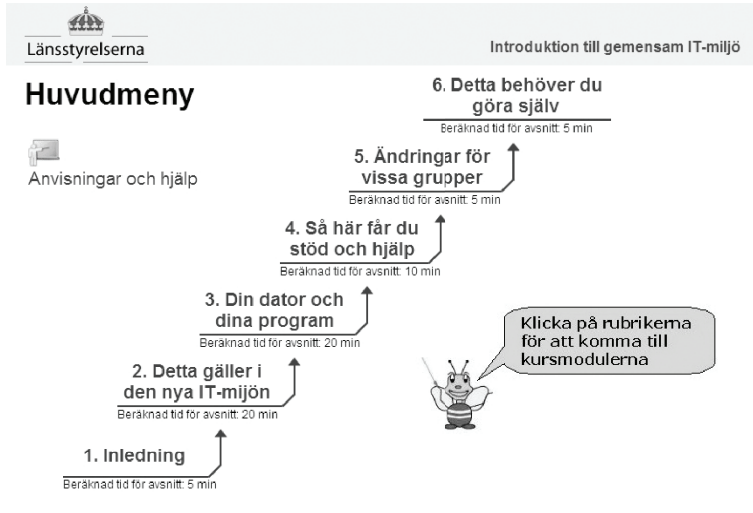 Länsstyrelserna
Introduktion till gemensam IT-miljö
Huvudmeny
Anvisningar och hjälp
6. Detta behöver du
göra själv
Beräknad tid för avsnitt: 5 min
5. Ändringar för
vissa grupper
Beräknad tid för avsnitt: 5 min
4. Så här får du
stöd och hjälp
Beräknad tid för avsnitt: 10 min
3. Din dator och
dina program
Beräknad tid för avsnitt: 20 min
Klicka på rubrikerna
för att komma till
kursmodulerna
2. Detta gäller i
den nya IT-mijön
Beräknad tid för avsnitt: 20 min
1. Inledning
Beräknad tid för avsnitt: 5 min